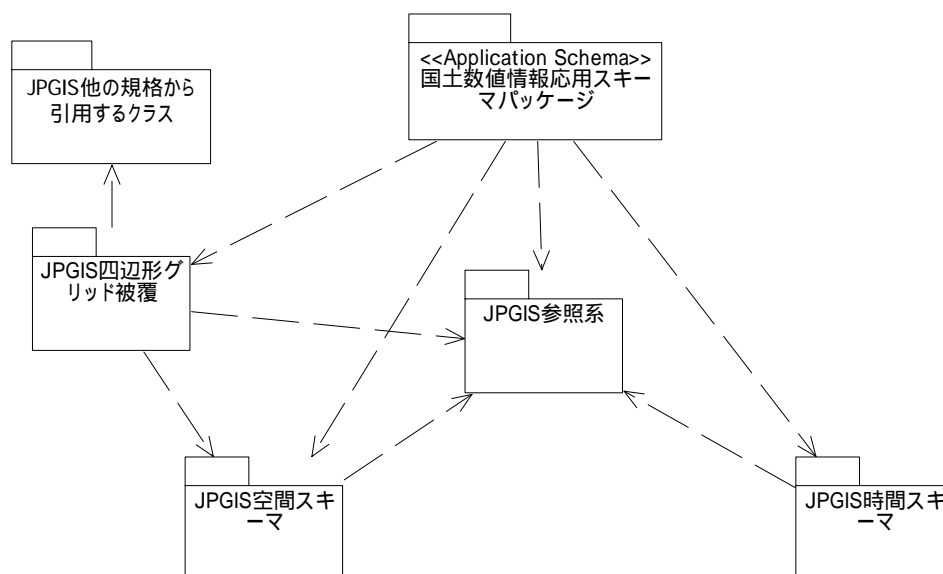 <<Application Schema>>
国土数値情報応用スキー
マパッケージ
JPGIS他の規格から
引用するクラス
JPGIS四辺形グ
リッド被覆
JPGIS参照系
JPGIS空間スキ
ーマ
JPGIS時間スキ
ーマ